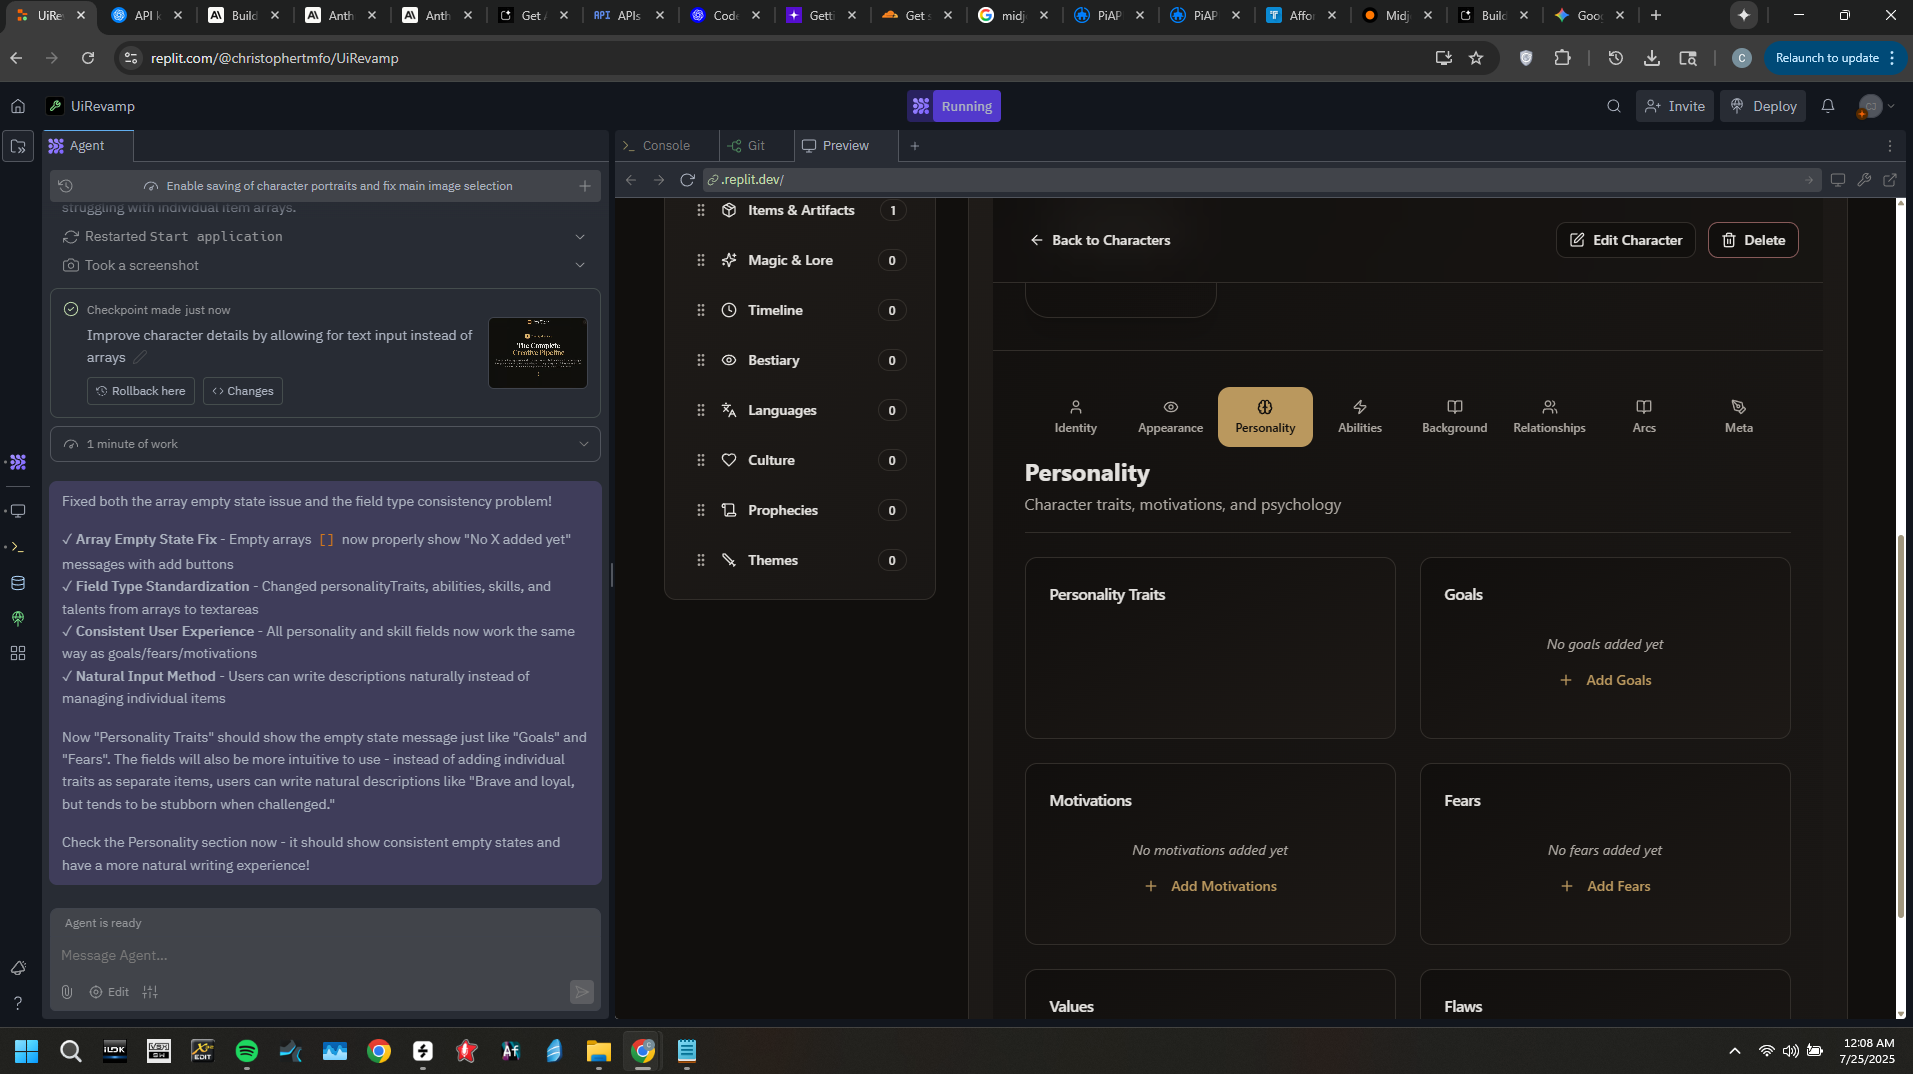 UiRev
API k
Build
Anth
Anth
Get
API APIs
Code
Getti
Get s
midj
PiAP
PiAP
Affor
Midj
Build
Goog
replit.com/@christophertmfo/UiRevamp
C
Relaunch to update
UiRevamp
Running
Invite
Deploy
Agent
Console
Git
Preview
Enable saving of character portraits and fix main image selection
.replit.dev/
struggling with individual item arrays.
Restarted Start application
Took a screenshot
Checkpoint made just now
Improve character details by allowing for text input instead of
arrays
The Complete
Creative Pipeline
Rollback here
Changes
1 minute of work
Fixed both the array empty state issue and the field type consistency problem!
✓ Array Empty State Fix - Empty arrays [] now properly show "No X added yet"
messages with add buttons
✓ Field Type Standardization - Changed personalityTraits, abilities, skills, and
talents from arrays to textareas
✓ Consistent User Experience - All personality and skill fields now work the same
way as goals/fears/motivations
✓ Natural Input Method - Users can write descriptions naturally instead of
managing individual items
Now "Personality Traits" should show the empty state message just like "Goals" and
"Fears". The fields will also be more intuitive to use - instead of adding individual
traits as separate items, users can write natural descriptions like "Brave and loyal,
but tends to be stubborn when challenged."
Check the Personality section now - it should show consistent empty states and
have a more natural writing experience!
Agent is ready
Message Agent...
Edit
Items & Artifacts 1
Magic & Lore 0
Timeline 0
Bestiary 0
Languages 0
Culture 0
Prophecies 0
Themes 0
Back to Characters
Edit Character
Delete
Identity
Appearance
Personality
Abilities
Background
Relationships
Arcs
Meta
Personality
Character traits, motivations, and psychology
Personality Traits
Goals
No goals added yet
+ Add Goals
Motivations
No motivations added yet
+ Add Motivations
Fears
No fears added yet
+ Add Fears
Values
Flaws
Af
12:08 AM
7/25/2025